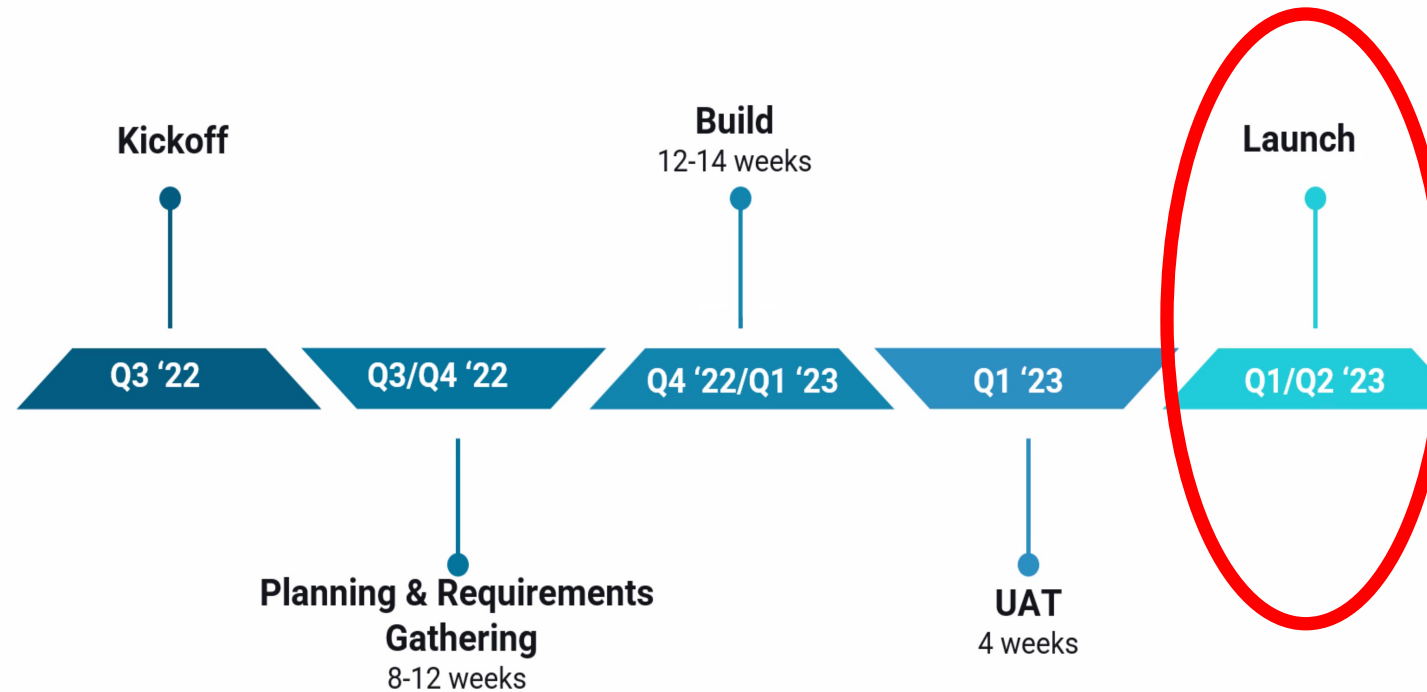 Kickoff
Build
12-14 weeks
Launch
Q3 ‘22
Q3/Q4 ‘22
Q4 ‘22/Q1 ‘23
Q1 ‘23
Q1/Q2 ‘23
Planning & Requirements
Gathering
8-12 weeks
UAT
4 weeks